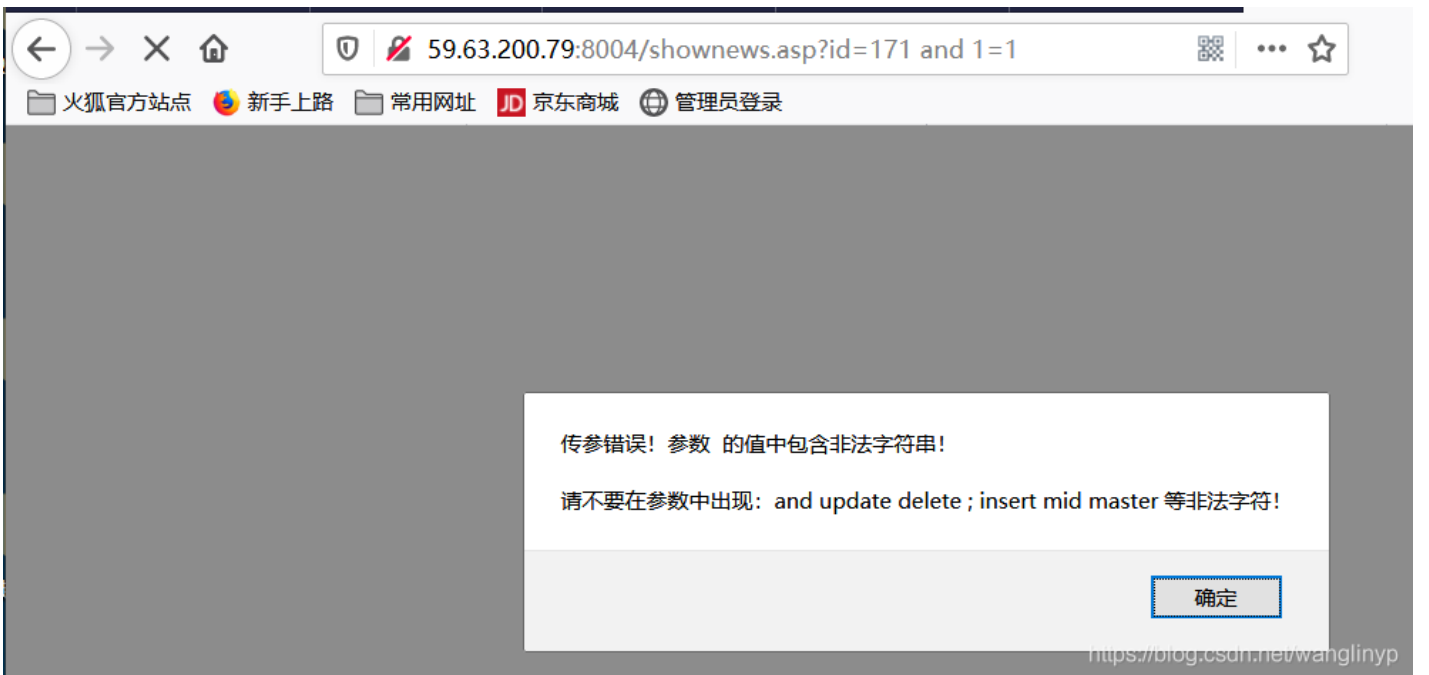 59.63.200.79:8004/shownews.asp?id=171 and 1=1
火狐官方站点 新手上路 常用网址 JD 京东商城 管理员登录
传参错误！参数 的值中包含非法字符串！
请不要在参数中出现：and update delete ; insert mid master 等非法字符！
确定
https://blog.csdn.net/wanglinyp